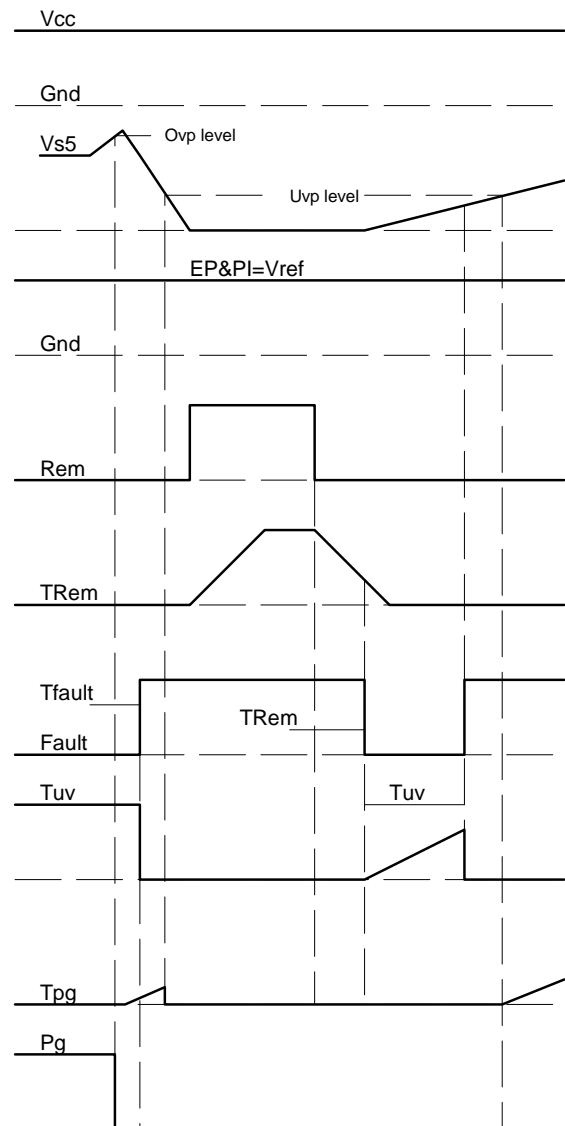 Vcc
Gnd
Ovp level
Vs5
Uvp level
EP&PI=Vref
Gnd
Rem
TRem
Tfault
TRem
Fault
Tuv
Tuv
Tpg
Pg